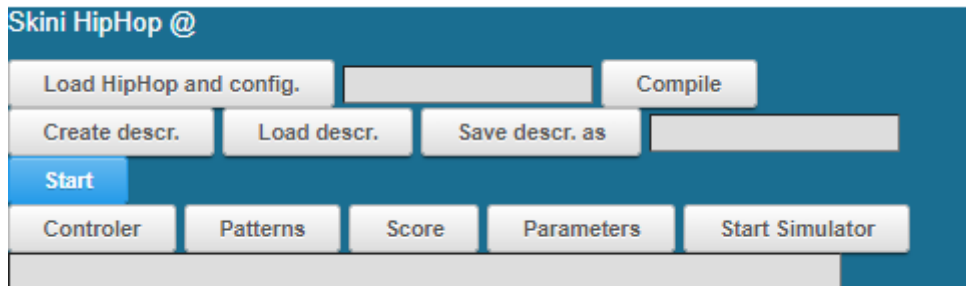 Skini HipHop @
Load HipHop and config. Compile
Create descr. Load descr. Save descr. as
Start
Controler Patterns Score Parameters Start Simulator